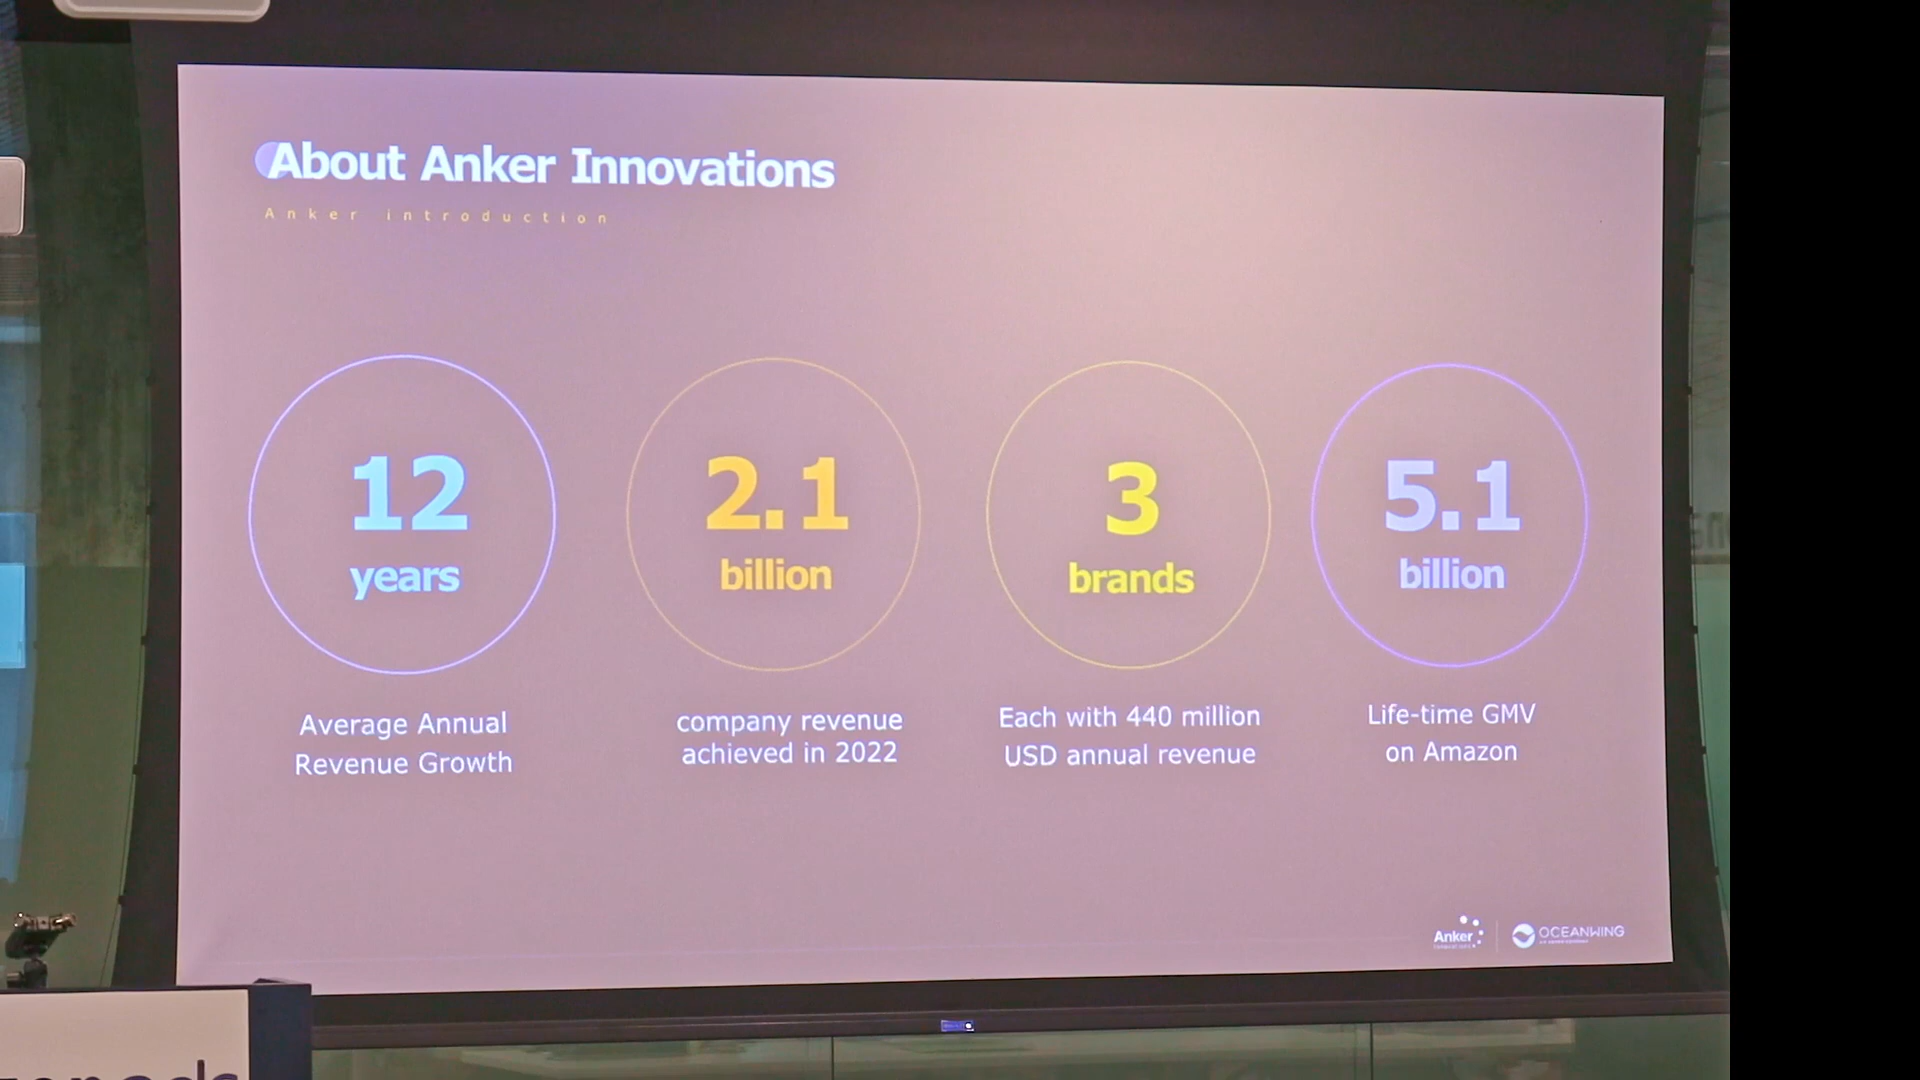 About Anker Innovations
Anker introduction
12
years
Average Annual
Revenue Growth
2.1
billion
company revenue
achieved in 2022
3
brands
Each with 440 million
USD annual revenue
5.1
billion
Life-time GMV
on Amazon
Anker
OCEANWING